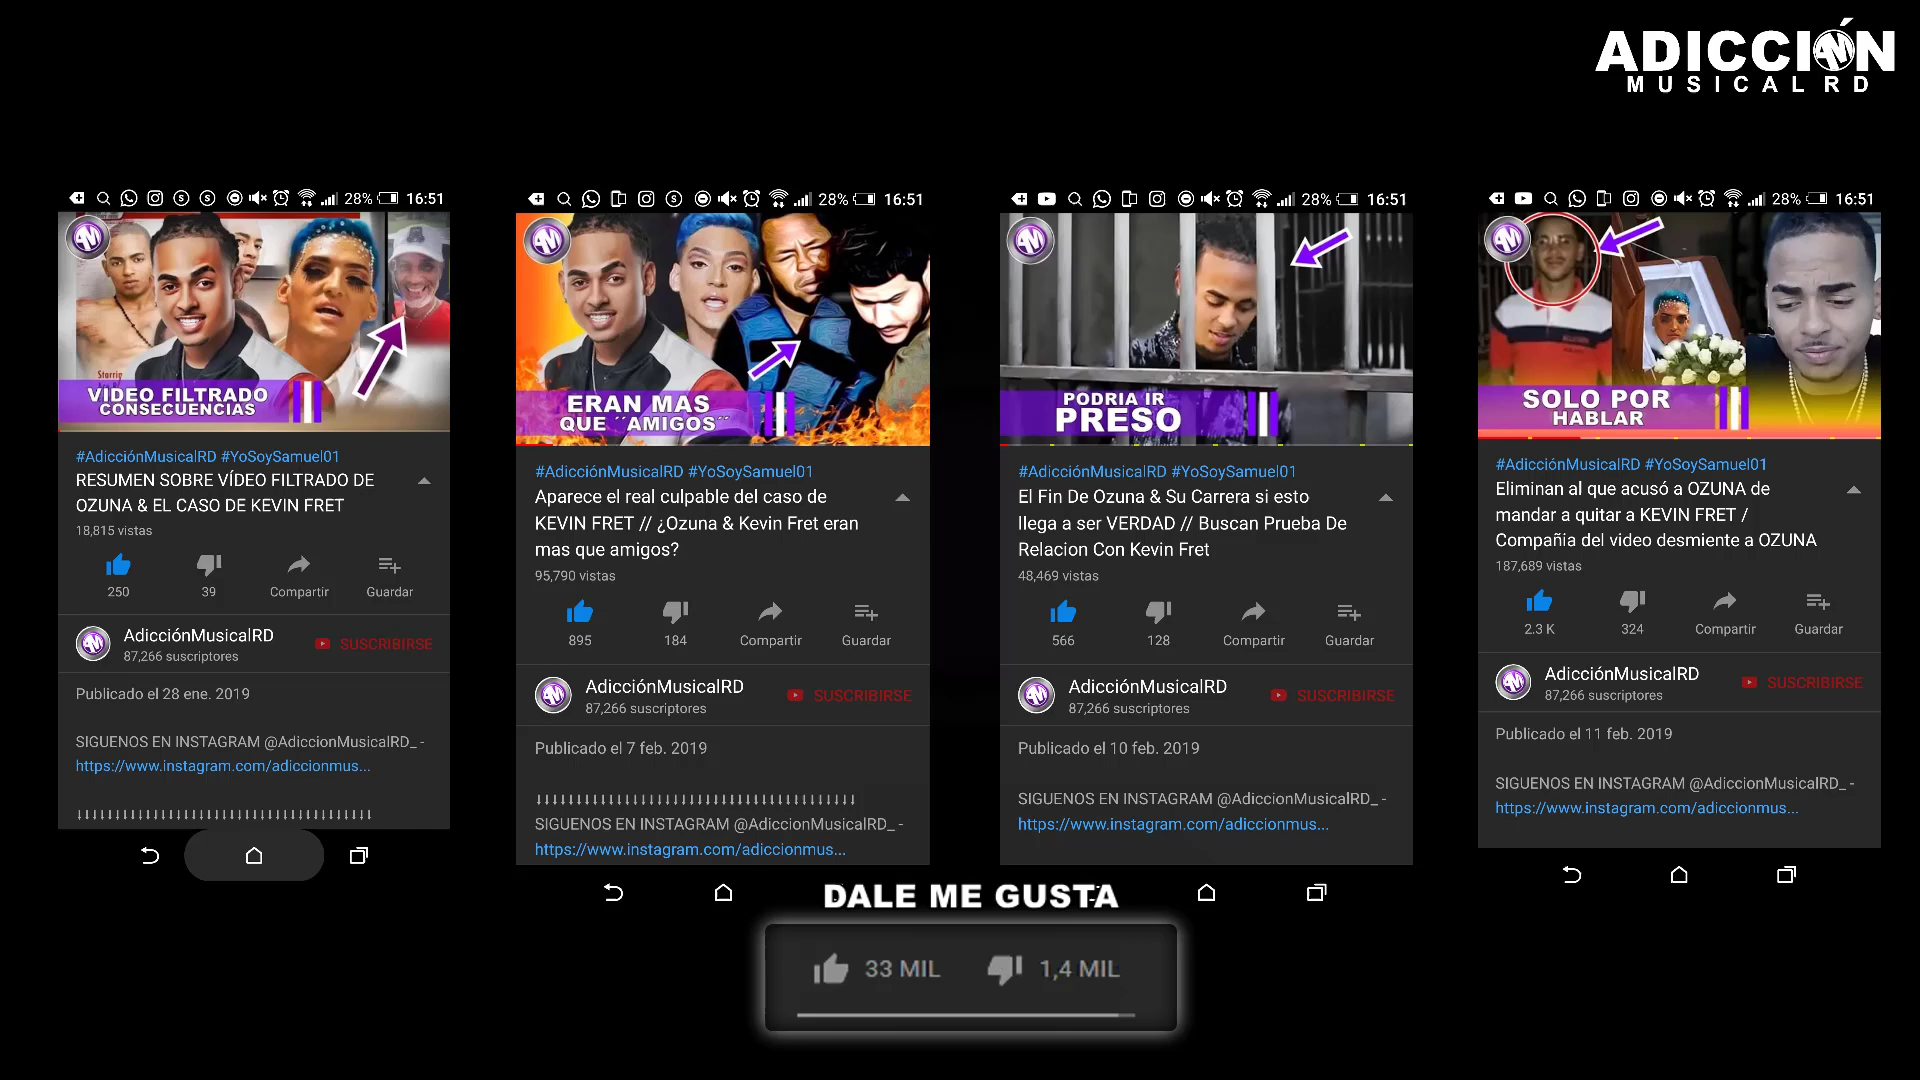 ADICCIÓN
MUSICAL RD
28% 16:51
VIDEO FILTRADO
CONSECUENCIAS
#AdicciónMusicalRD #YoSoySamuel01
RESUMEN SOBRE VÍDEO FILTRADO DE
OZUNA & EL CASO DE KEVIN FRET
18,815 vistas
250 39 Compartir Guardar
AdicciónMusicalRD
SUSCRIBIRSE
87,266 suscriptores
Publicado el 28 ene. 2019
SIGUENOS EN INSTAGRAM @AdiccionMusicalRD_ -
https://www.instagram.com/adiccionmus...
28% 16:51
ERAN MAS
QUE ¨AMIGOS¨
#AdicciónMusicalRD #YoSoySamuel01
Aparece el real culpable del caso de
KEVIN FRET // ¿Ozuna & Kevin Fret eran
mas que amigos?
95,790 vistas
895 184 Compartir Guardar
AdicciónMusicalRD
SUSCRIBIRSE
87,266 suscriptores
Publicado el 7 feb. 2019
SIGUENOS EN INSTAGRAM @AdiccionMusicalRD_ -
https://www.instagram.com/adiccionmus...
28% 16:51
PODRIA IR
PRESO
#AdicciónMusicalRD #YoSoySamuel01
El Fin De Ozuna & Su Carrera si esto
llega a ser VERDAD // Buscan Prueba De
Relacion Con Kevin Fret
48,469 vistas
566 128 Compartir Guardar
AdicciónMusicalRD
SUSCRIBIRSE
87,266 suscriptores
Publicado el 10 feb. 2019
SIGUENOS EN INSTAGRAM @AdiccionMusicalRD_ -
https://www.instagram.com/adiccionmus...
28% 16:51
SOLO POR
HABLAR
#AdicciónMusicalRD #YoSoySamuel01
Eliminan al que acusó a OZUNA de
mandar a quitar a KEVIN FRET /
Compañia del video desmiente a OZUNA
187,689 vistas
2.3 K 324 Compartir Guardar
AdicciónMusicalRD
SUSCRIBIRSE
87,266 suscriptores
Publicado el 11 feb. 2019
SIGUENOS EN INSTAGRAM @AdiccionMusicalRD_ -
https://www.instagram.com/adiccionmus...
DALE ME GUSTA
33 MIL 1,4 MIL